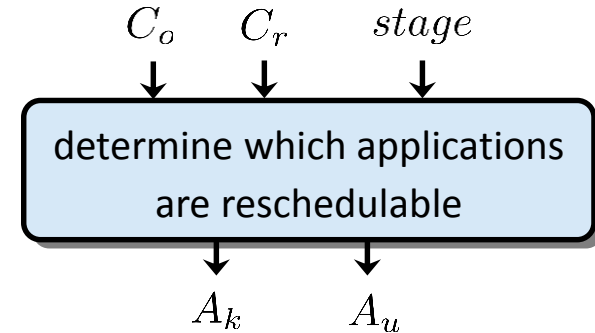 C_o C_r stage
determine which applications
are reschedulable
A_k A_u